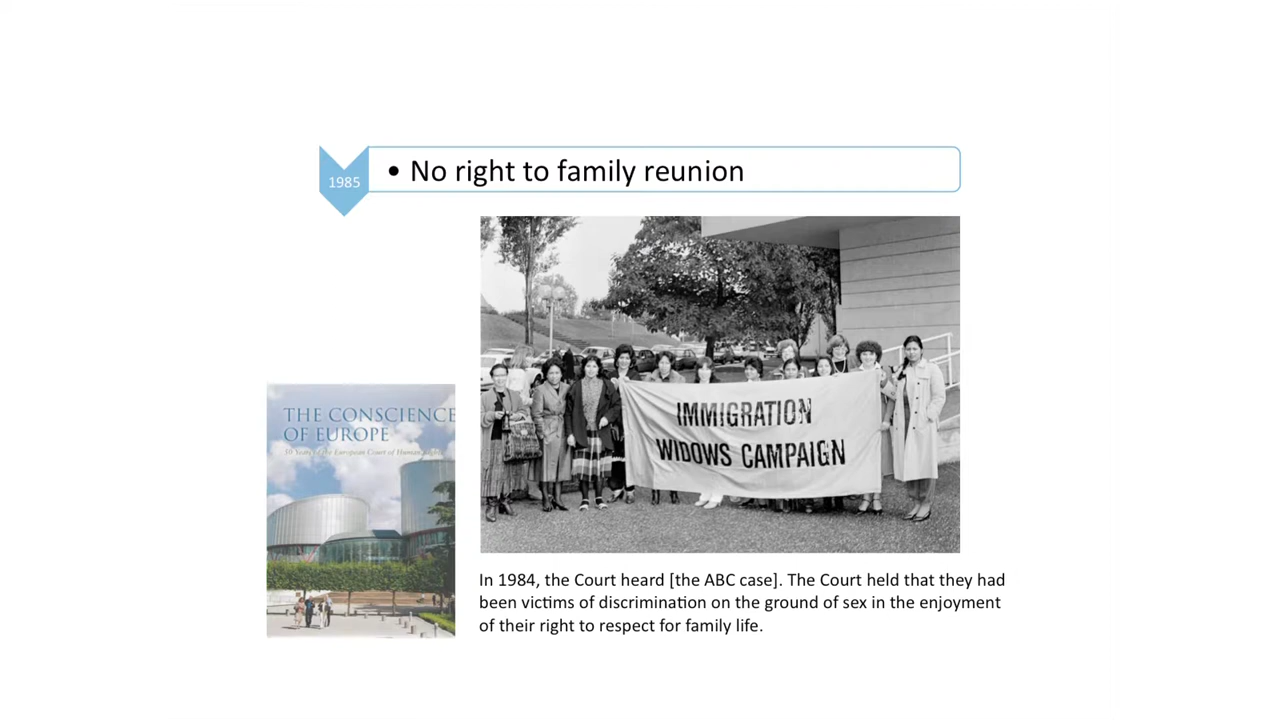 1985
• No right to family reunion
IMMIGRATION
WIDOWS CAMPAIGN
THE CONSCIENCE
OF EUROPE
50 Years of the European Court of Human
In 1984, the Court heard [the ABC case]. The Court held that they had
been victims of discrimination on the ground of sex in the enjoyment
of their right to respect for family life.